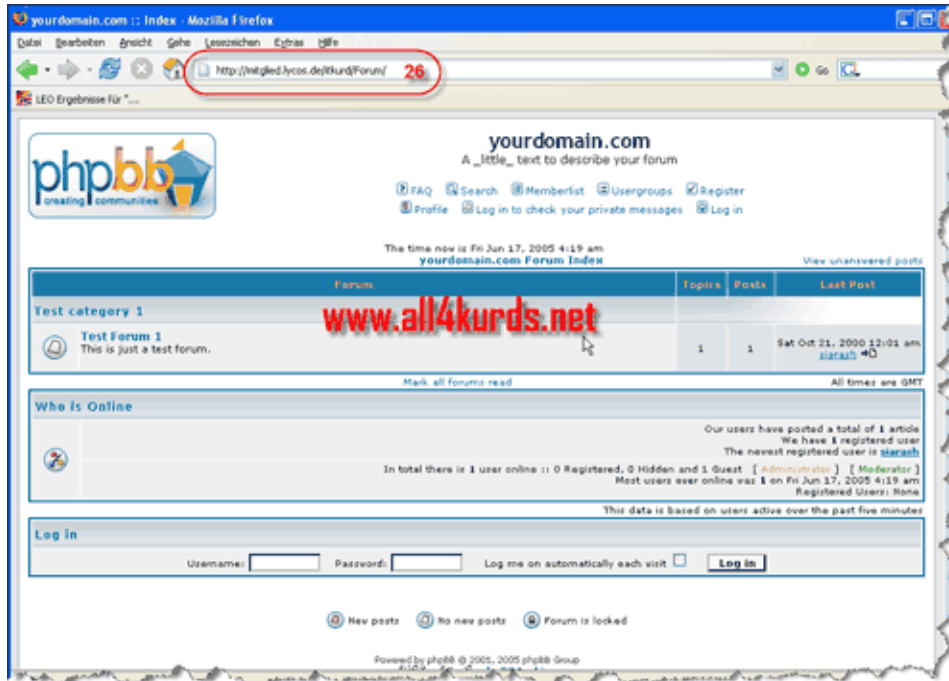 yourdomain.com :: Index - Mozilla Firefox
Datei Bearbeiten Ansicht Gehe Lesezeichen Extras Hilfe
http://mitglied.lycos.de/itkurd/Forum/ 26
Go
LEO Ergebnisse für "...
phpbb
creating communities
yourdomain.com
A _little_ text to describe your forum
FAQ Search Memberlist Usergroups Register
Profile Log in to check your private messages Log in
The time now is Fri Jun 17, 2005 4:19 am
yourdomain.com Forum Index
View unanswered posts
Forum Topics Posts Last Post
Test category 1
www.all4kurds.net
Test Forum 1
This is just a test forum.
1 1
Sat Oct 21, 2000 12:01 am
siarash
Mark all forums read
All times are GMT
Who is Online
Our users have posted a total of 1 article
We have 1 registered user
The newest registered user is siarash
In total there is 1 user online :: 0 Registered, 0 Hidden and 1 Guest [ Administrator ] [ Moderator ]
Most users ever online was 1 on Fri Jun 17, 2005 4:19 am
Registered Users: None
This data is based on users active over the past five minutes
Log in
Username: Password: Log me on automatically each visit Log in
New posts No new posts Forum is locked
Powered by phpBB © 2001, 2005 phpBB Group